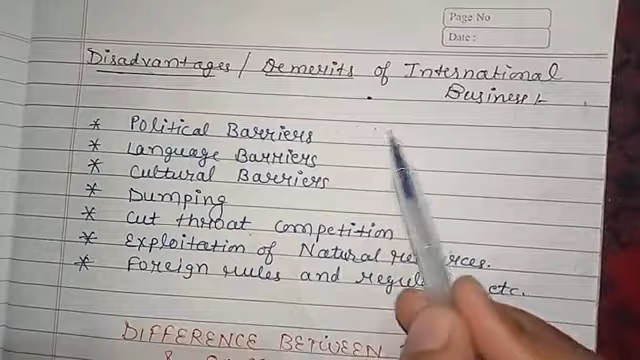 Page No
Date:
Disadvantages / Demerits of International
Business:-
* Political Barriers
* Language Barriers
* Cultural Barriers
* Dumping
* Cut throat competition
* Exploitation of Natural
* Foreign rules and etc.
DIFFERENCE BETWEEN